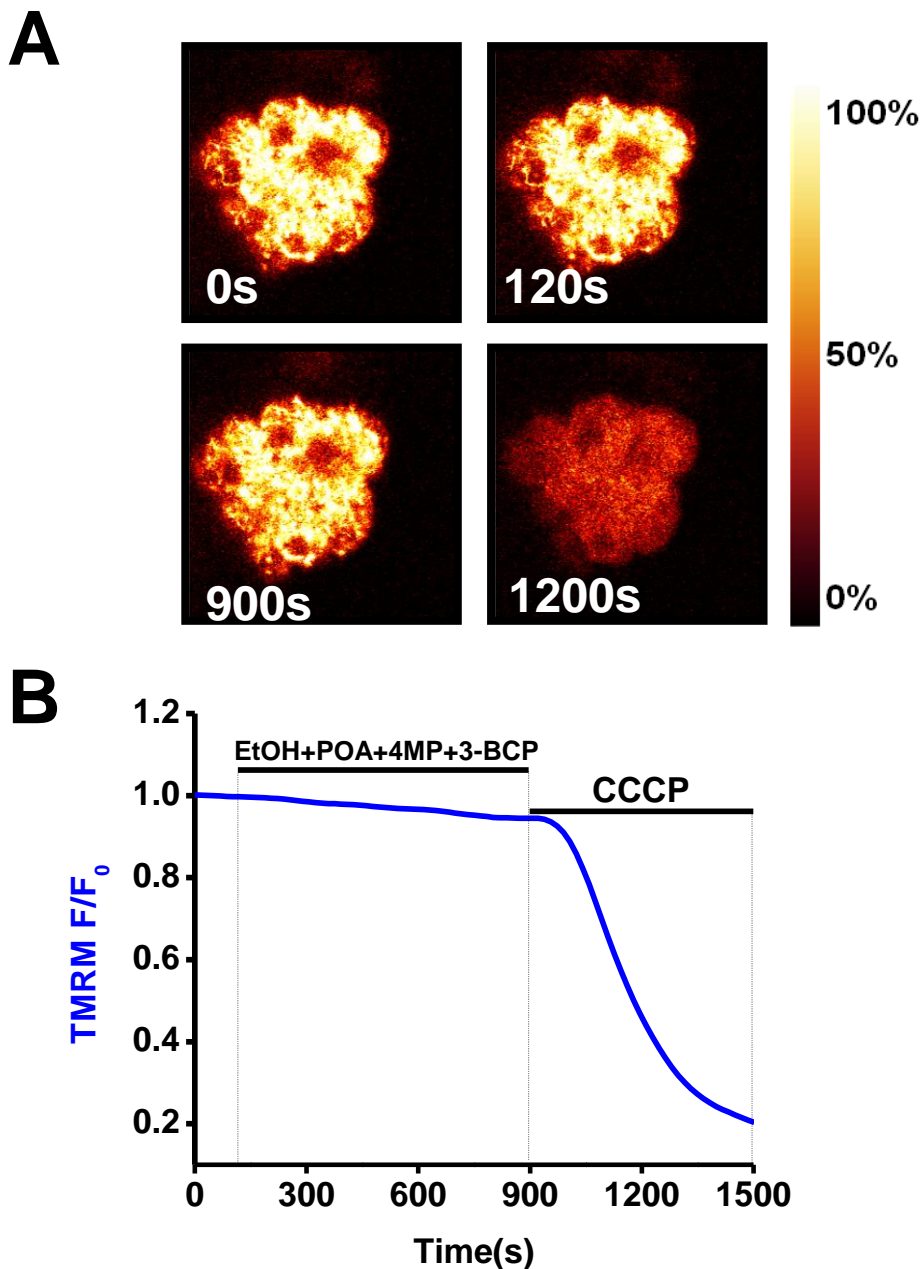 A
0s
120s
100%
50%
0%
900s
1200s
B
1.2
1.0
0.8
0.6
0.4
0.2
TMRM F/F₀
EtOH+POA+4MP+3-BCP
CCCP
0 300 600 900 1200 1500
Time(s)